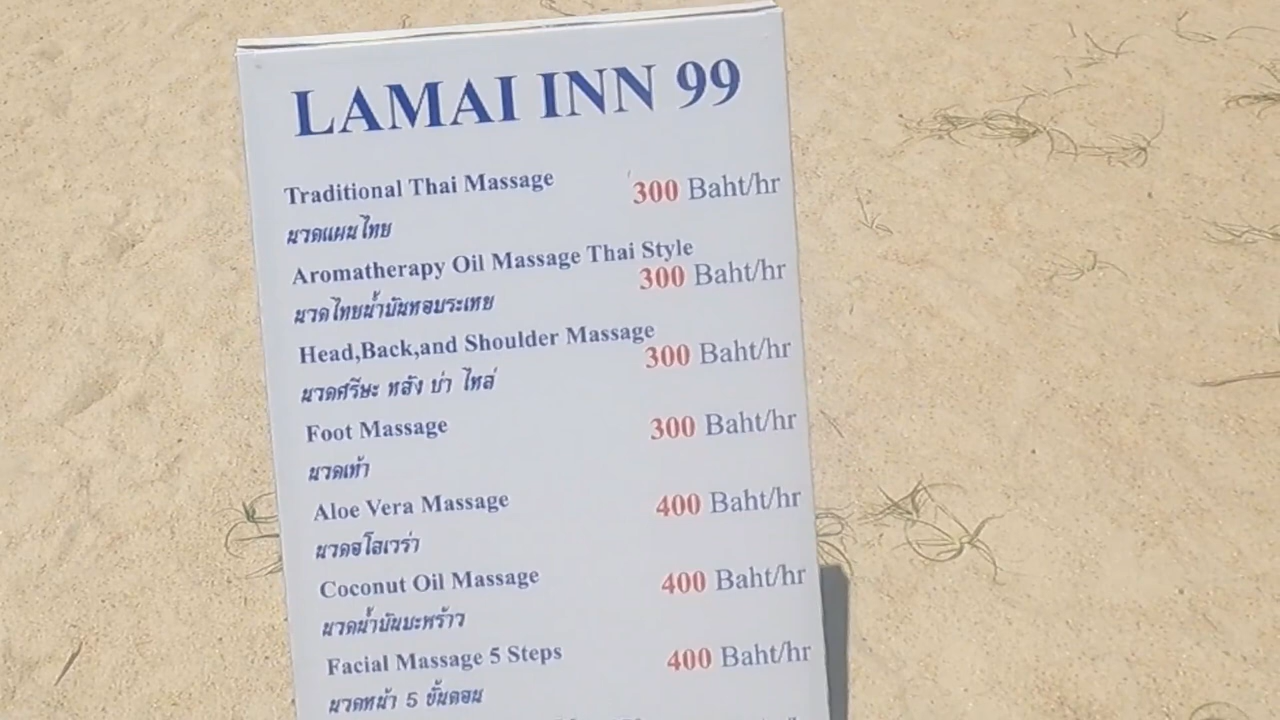 LAMAI INN 99
Traditional Thai Massage 300 Baht/hr
นวดแผนไทย
Aromatherapy Oil Massage Thai Style
300 Baht/hr
นวดไทยน้ำมันหอมระเหย
Head,Back,and Shoulder Massage
300 Baht/hr
นวดศรีษะ หลัง บ่า ไหล่
Foot Massage 300 Baht/hr
นวดเท้า
Aloe Vera Massage 400 Baht/hr
นวดอโลเวร่า
Coconut Oil Massage 400 Baht/hr
นวดน้ำมันมะพร้าว
Facial Massage 5 Steps 400 Baht/hr
นวดหน้า 5 ขั้นตอน